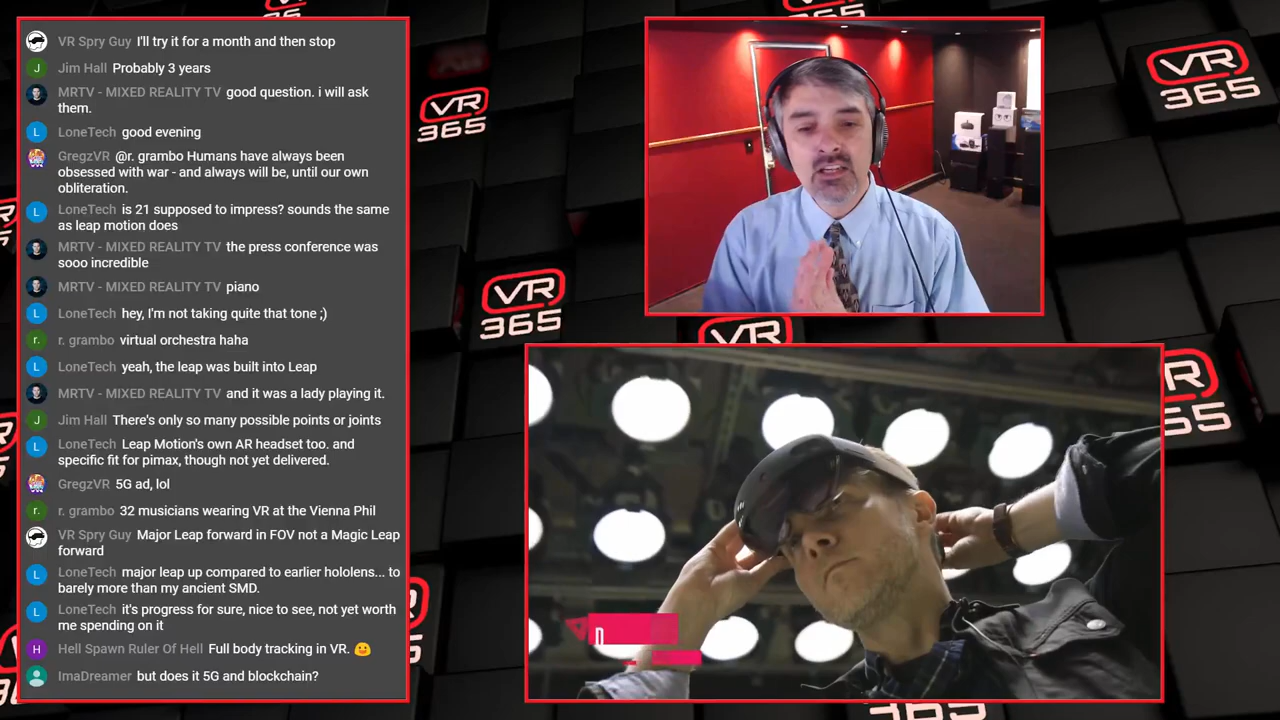 VR Spry Guy I'll try it for a month and then stop
Jim Hall Probably 3 years
MRTV - MIXED REALITY TV good question. i will ask
them.
LoneTech good evening
GregzVR @r. grambo Humans have always been
obsessed with war - and always will be, until our own
obliteration.
LoneTech is 21 supposed to impress? sounds the same
as leap motion does
MRTV - MIXED REALITY TV the press conference was
sooo incredible
MRTV - MIXED REALITY TV piano
LoneTech hey, I'm not taking quite that tone ;)
r. grambo virtual orchestra haha
LoneTech yeah, the leap was built into Leap
MRTV - MIXED REALITY TV and it was a lady playing it.
Jim Hall There's only so many possible points or joints
LoneTech Leap Motion's own AR headset too. and
specific fit for pimax, though not yet delivered.
GregzVR 5G ad, lol
r. grambo 32 musicians wearing VR at the Vienna Phil
VR Spry Guy Major Leap forward in FOV not a Magic Leap
forward
LoneTech major leap up compared to earlier hololens... to
barely more than my ancient SMD.
LoneTech it's progress for sure, nice to see, not yet worth
me spending on it
Hell Spawn Ruler Of Hell Full body tracking in VR.
ImaDreamer but does it 5G and blockchain?
VR
365
VR
365
VR
365
VR
365